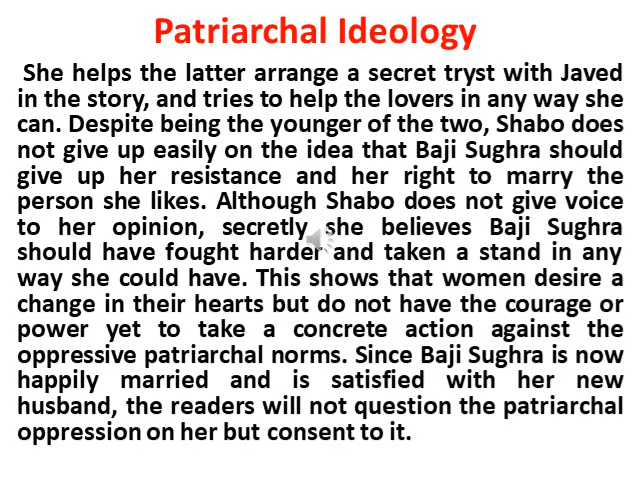 Patriarchal Ideology
She helps the latter arrange a secret tryst with Javed
in the story, and tries to help the lovers in any way she
can. Despite being the younger of the two, Shabo does
not give up easily on the idea that Baji Sughra should
give up her resistance and her right to marry the
person she likes. Although Shabo does not give voice
to her opinion, secretly she believes Baji Sughra
should have fought harder and taken a stand in any
way she could have. This shows that women desire a
change in their hearts but do not have the courage or
power yet to take a concrete action against the
oppressive patriarchal norms. Since Baji Sughra is now
happily married and is satisfied with her new
husband, the readers will not question the patriarchal
oppression on her but consent to it.